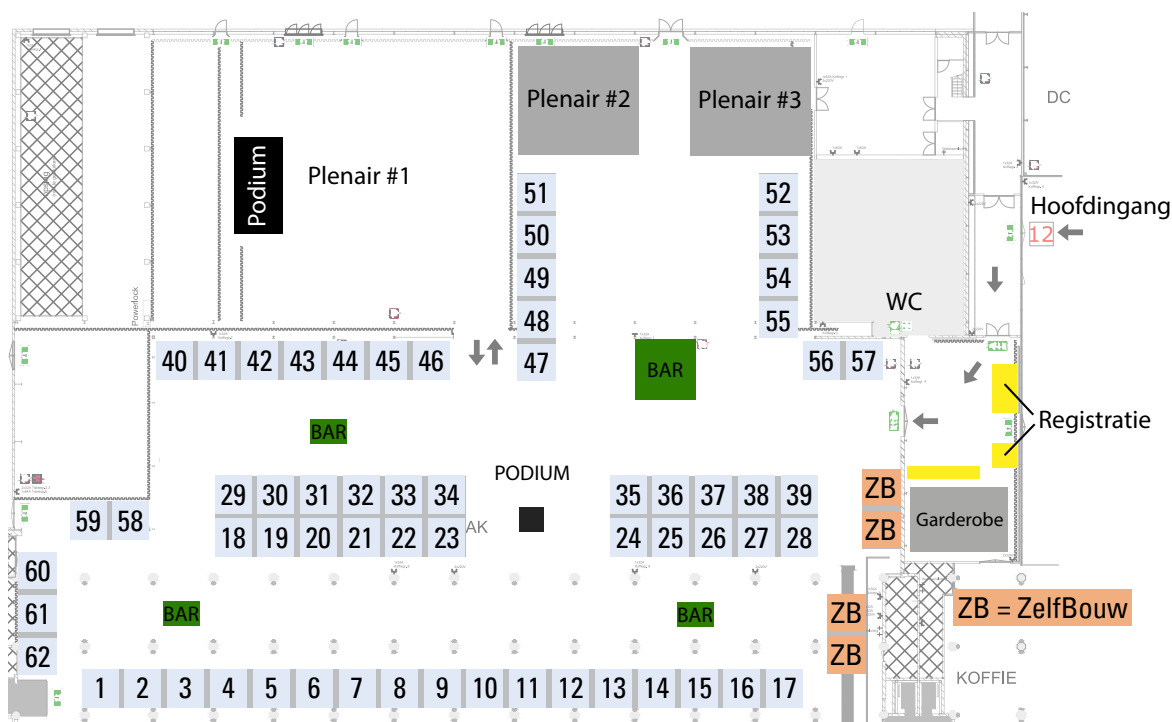 Plenair #2
Plenair #3
DC
Podium
Plenair #1
51
52
Hoofdingang
50
53
12
49
54
WC
Powerlock
48
55
40 41 42 43 44 45 46
47
BAR
56 57
BAR
Registratie
PODIUM
ZB
29 30 31 32 33 34
35 36 37 38 39
59 58
18 19 20 21 22 23
AK
24 25 26 27 28
ZB
Garderobe
60
61
BAR
BAR
ZB
ZB = ZelfBouw
62
ZB
KOFFIE
1 2 3 4 5 6 7 8 9 10 11 12 13 14 15 16 17